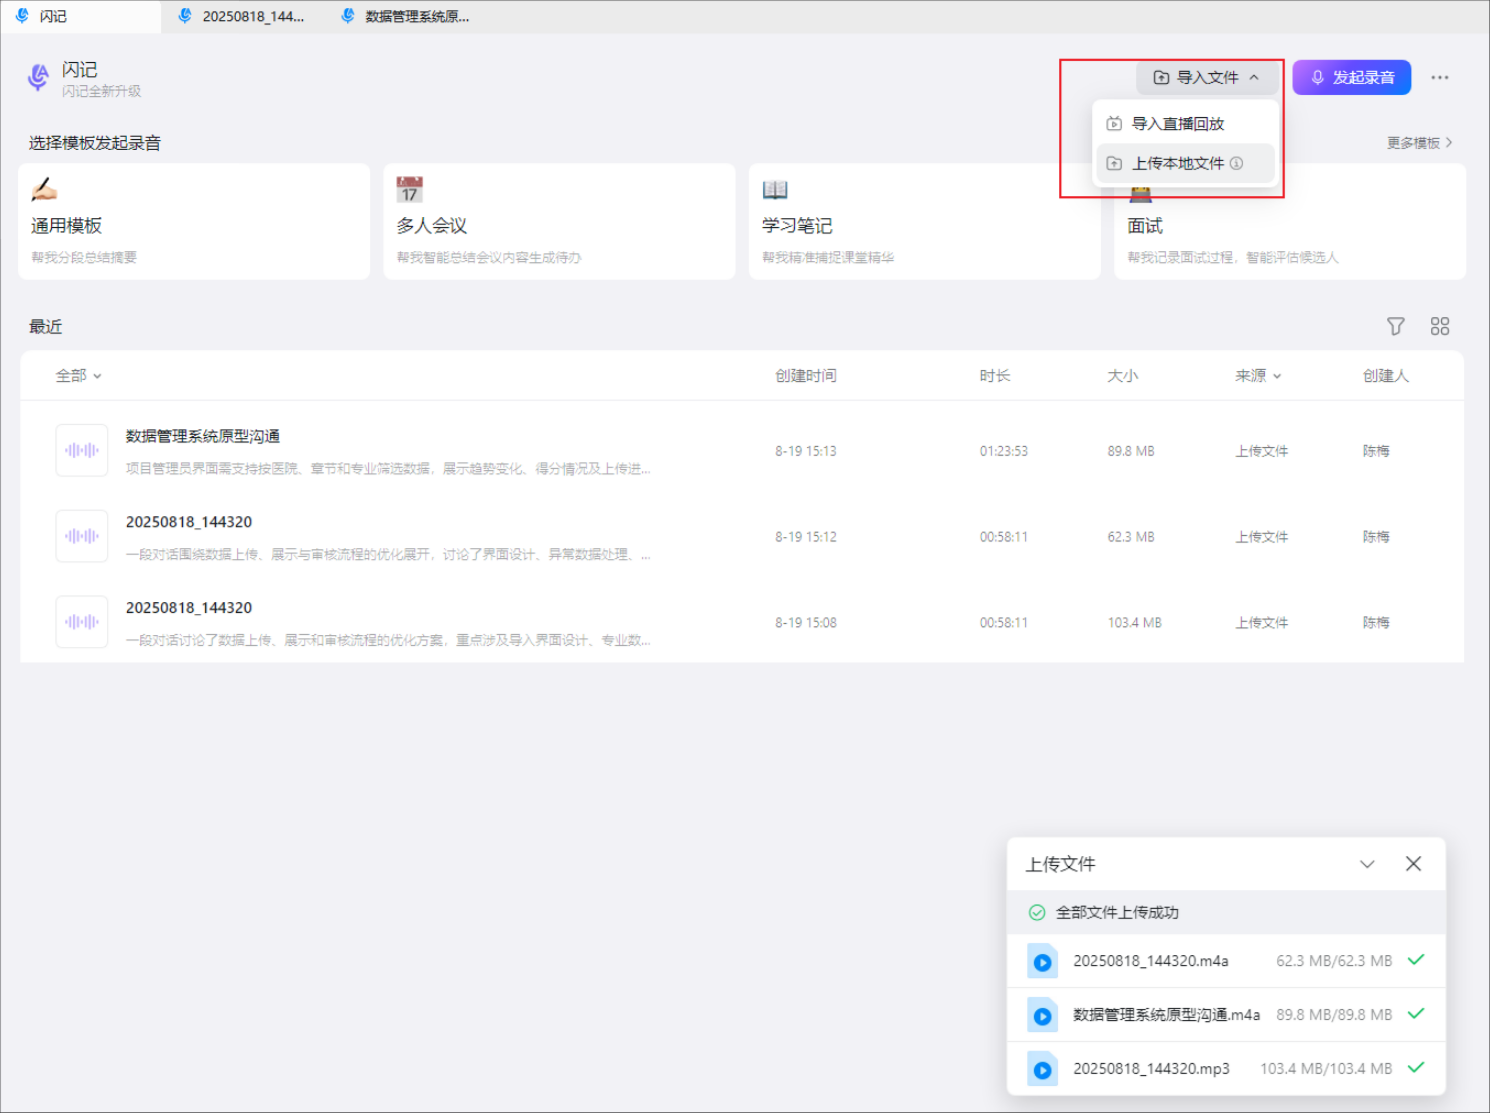 闪记
20250818_144...
数据管理系统原...
闪记
闪记全新升级
导入文件
发起录音
导入直播回放
上传本地文件
选择模板发起录音
更多模板
通用模板
帮我分段总结摘要
17
多人会议
帮我智能总结会议内容生成待办
学习笔记
帮我精准捕捉课堂精华
面试
帮我记录面试过程，智能评估候选人
最近
全部 创建时间 时长 大小 来源 创建人
数据管理系统原型沟通
项目管理员界面需支持按医院、章节和专业筛选数据，展示趋势变化、得分情况及上传进...
8-19 15:13 01:23:53 89.8 MB 上传文件 陈梅
20250818_144320
一段对话围绕数据上传、展示与审核流程的优化展开，讨论了界面设计、异常数据处理、...
8-19 15:12 00:58:11 62.3 MB 上传文件 陈梅
20250818_144320
一段对话讨论了数据上传、展示和审核流程的优化方案，重点涉及导入界面设计、专业数...
8-19 15:08 00:58:11 103.4 MB 上传文件 陈梅
上传文件
全部文件上传成功
20250818_144320.m4a 62.3 MB/62.3 MB
数据管理系统原型沟通.m4a 89.8 MB/89.8 MB
20250818_144320.mp3 103.4 MB/103.4 MB